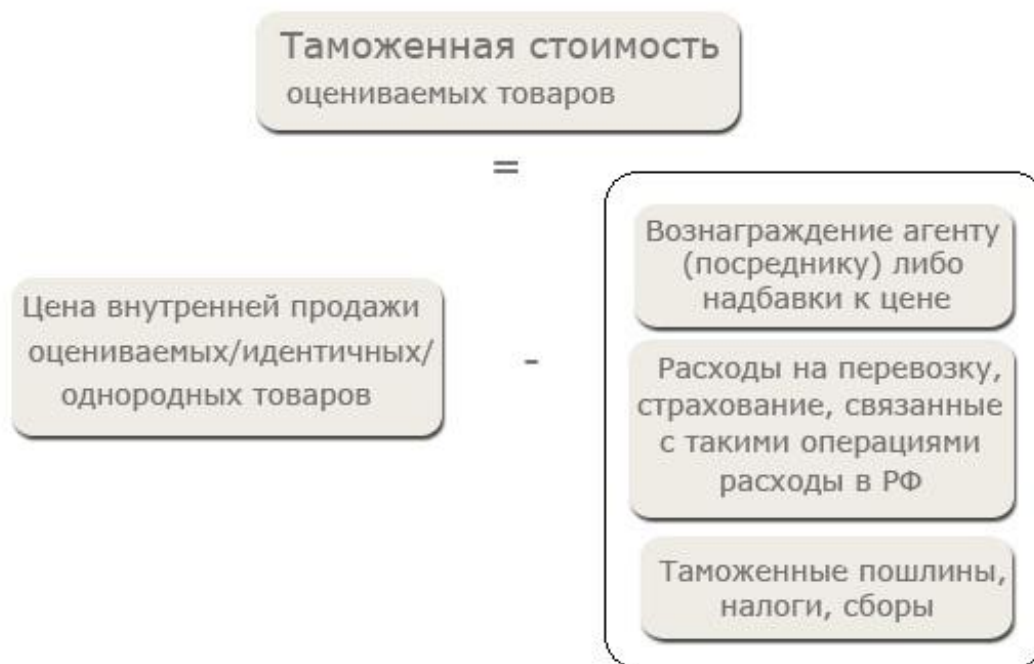 Таможенная стоимость
оцениваемых товаров
=
Цена внутренней продажи
оцениваемых/идентичных/
однородных товаров
-
Вознаграждение агенту
(посреднику) либо
надбавки к цене
Расходы на перевозку,
страхование, связанные
с такими операциями
расходы в РФ
Таможенные пошлины,
налоги, сборы